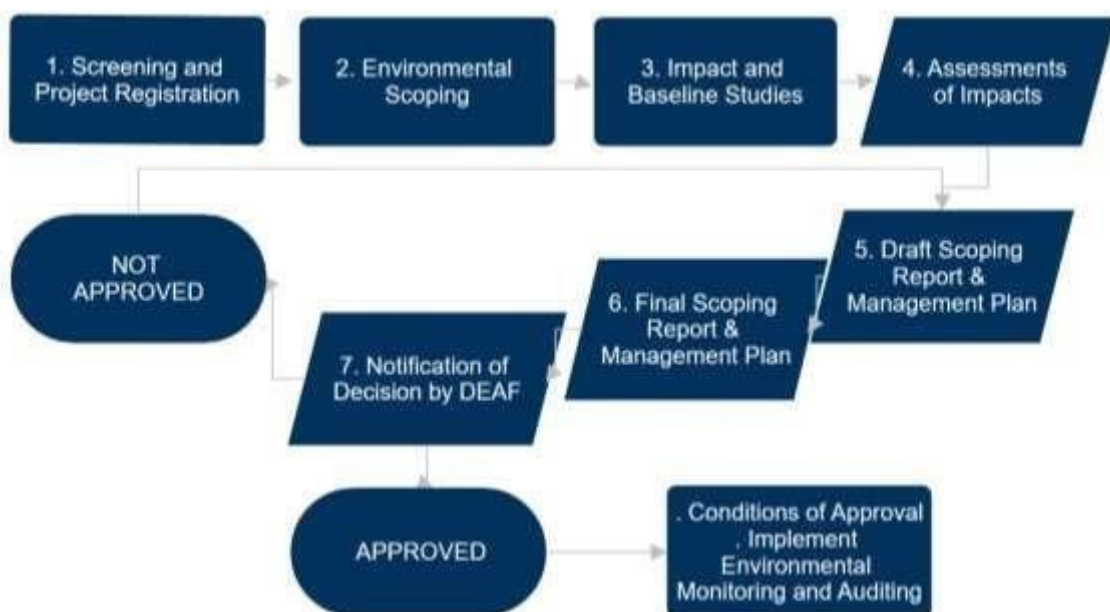 1. Screening and
Project Registration
2. Environmental
Scoping
3. Impact and
Baseline Studies
4. Assessments
of Impacts
5. Draft Scoping
Report &
Management Plan
6. Final Scoping
Report &
Management Plan
7. Notification of
Decision by DEAF
NOT
APPROVED
APPROVED
. Conditions of Approval
. Implement
Environmental
Monitoring and Auditing